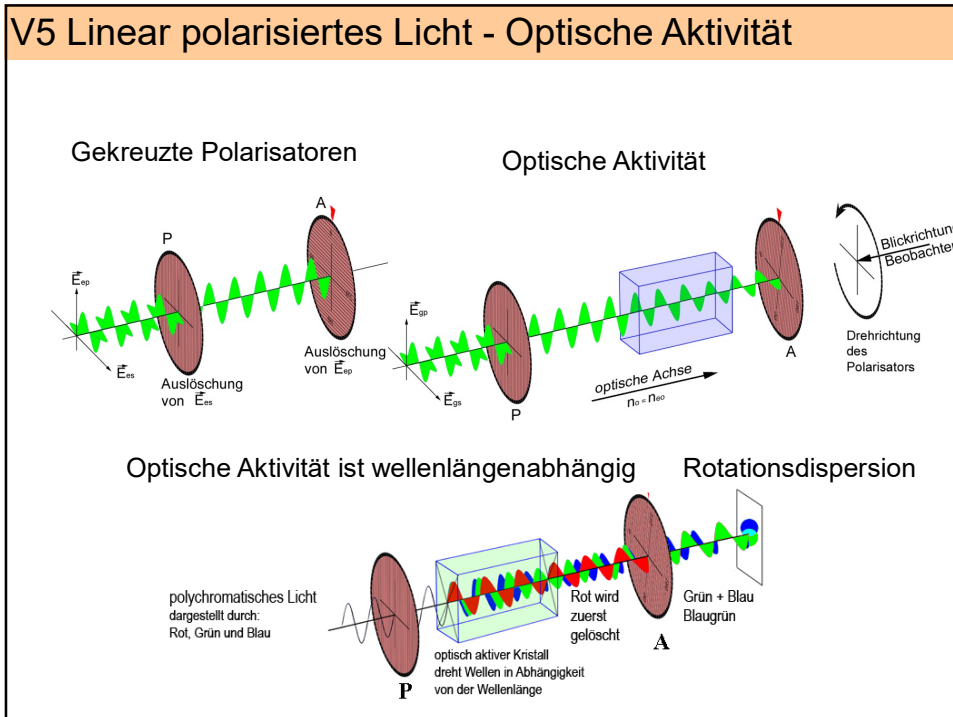 V5 Linear polarisiertes Licht - Optische Aktivität
Gekreuzte Polarisatoren
P
A
E ep
E es
Auslöschung
von E es
Auslöschung
von E ep
Optische Aktivität
E gp
E gs
P
optische Achse
no = neo
A
Blickrichtung
Beobachter
Drehrichtung
des
Polarisators
Optische Aktivität ist wellenlängenabhängig
Rotationsdispersion
polychromatisches Licht
dargestellt durch:
Rot, Grün und Blau
P
optisch aktiver Kristall
dreht Wellen in Abhängigkeit
von der Wellenlänge
Rot wird
zuerst
gelöscht
A
Grün + Blau
Blaugrün